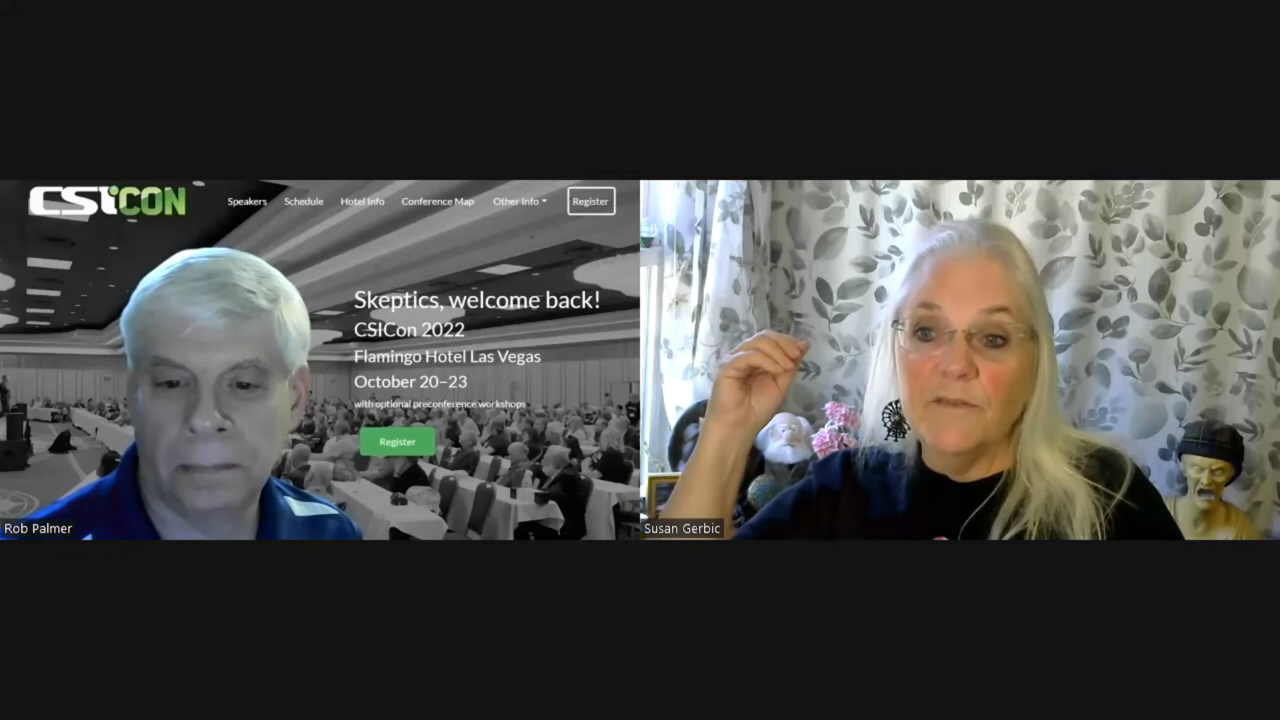 CSICON
Speakers Schedule Hotel Info Conference Map Other Info Register
Skeptics, welcome back!
CSICon 2022
Flamingo Hotel Las Vegas
October 20–23
with optional preconference workshops
Register
Rob Palmer
Susan Gerbic